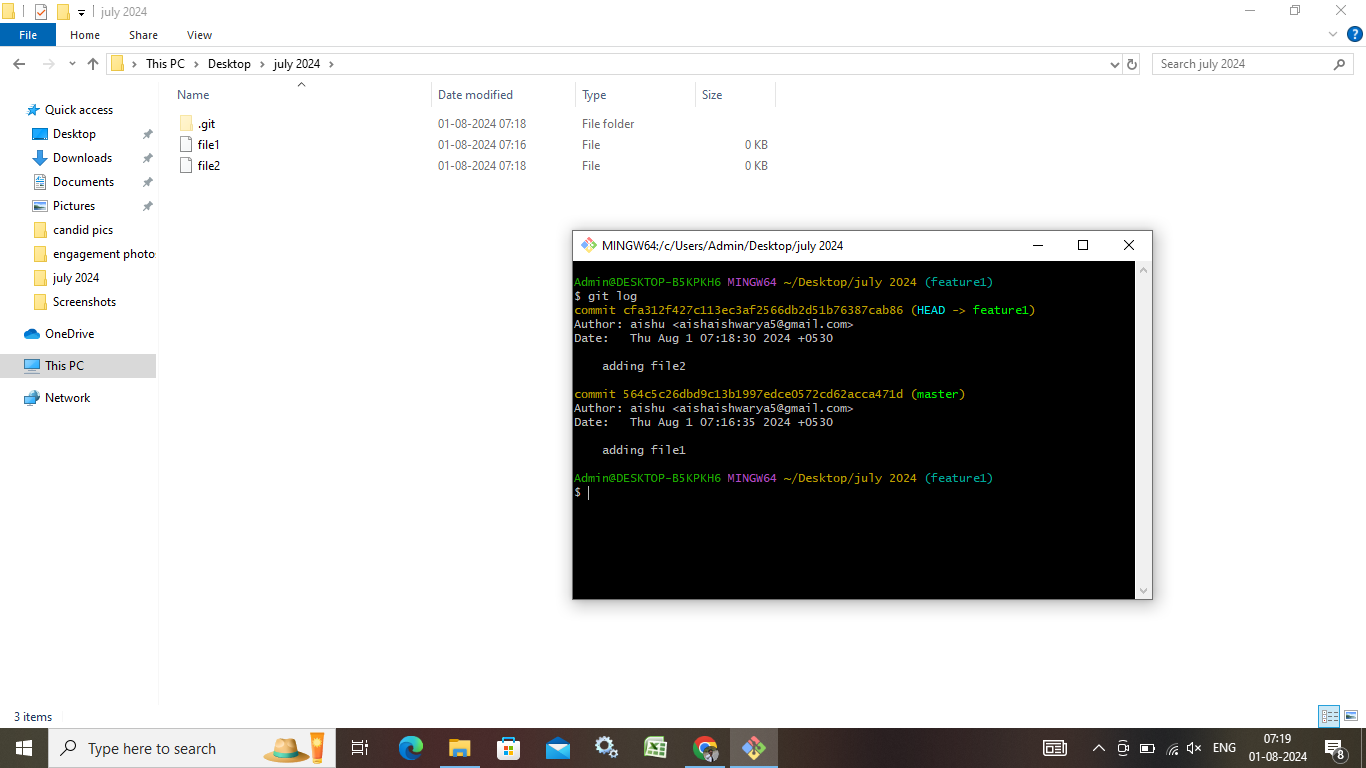 july 2024
File Home Share View
This PC > Desktop > july 2024 >
Search july 2024
Name Date modified Type Size
.git 01-08-2024 07:18 File folder
file1 01-08-2024 07:16 File 0 KB
file2 01-08-2024 07:18 File 0 KB
Quick access
Desktop
Downloads
Documents
Pictures
candid pics
engagement photo
july 2024
Screenshots
OneDrive
This PC
Network
MINGW64:/c/Users/Admin/Desktop/july 2024
Admin@DESKTOP-B5KPKH6 MINGW64 ~/Desktop/july 2024 (feature1)
$ git log
commit cfa312f427c113ec3af2566db2d51b76387cab86 (HEAD -> feature1)
Author: aishu <aishaishwarya5@gmail.com>
Date:   Thu Aug 1 07:18:30 2024 +0530
adding file2
commit 564c5c26dbd9c13b1997edce0572cd62acca471d (master)
Author: aishu <aishaishwarya5@gmail.com>
Date:   Thu Aug 1 07:16:35 2024 +0530
adding file1
Admin@DESKTOP-B5KPKH6 MINGW64 ~/Desktop/july 2024 (feature1)
$
3 items
Type here to search
ENG
07:19
01-08-2024
8